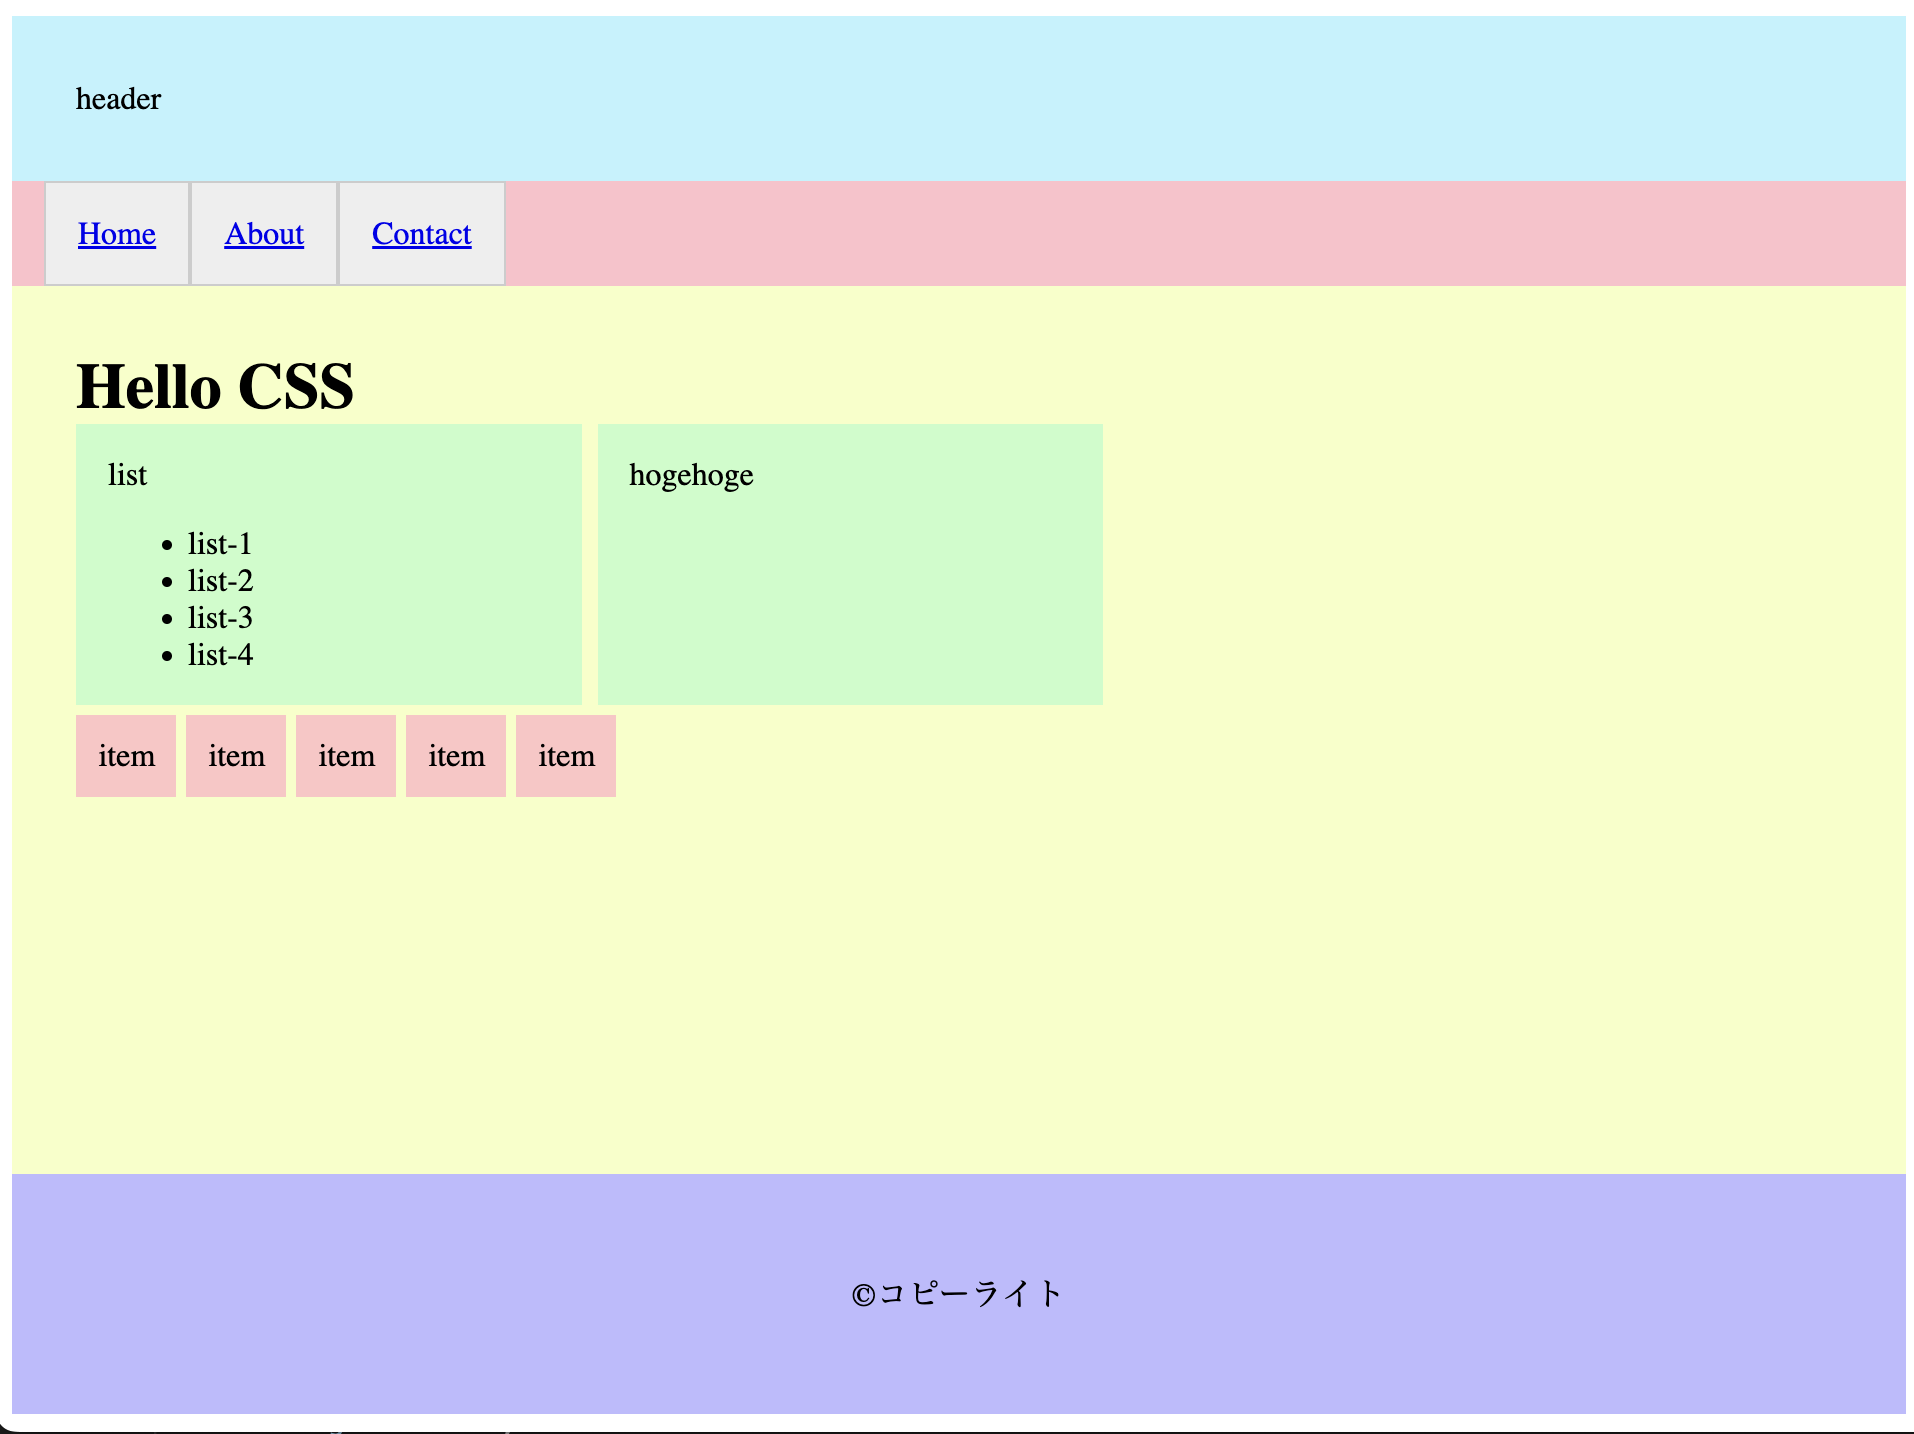 header
Home About Contact
Hello CSS
list
list-1
list-2
list-3
list-4
hogehoge
item item item item item
©コピーライト